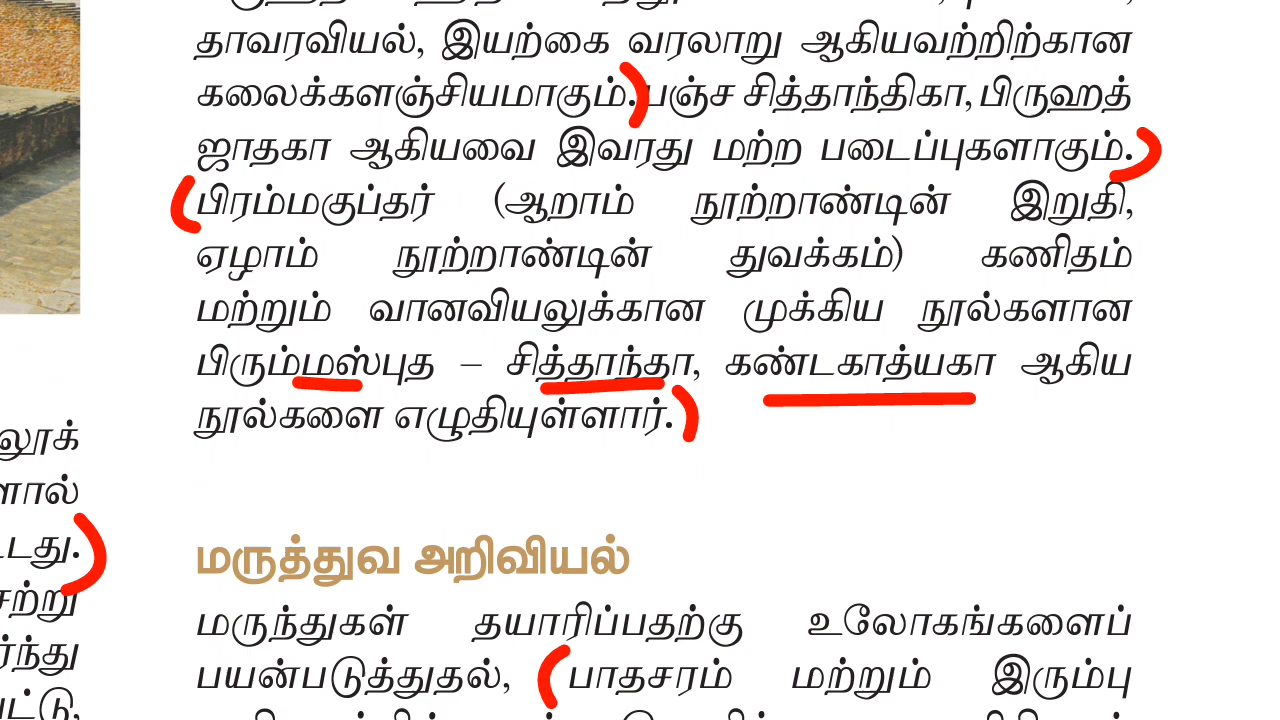 லூக்
ளால்
டது.
சற்று
ர்ந்து
தாவரவியல், இயற்கை வரலாறு ஆகியவற்றிற்கான
கலைக்களஞ்சியமாகும். பஞ்ச சித்தாந்திகா, பிருஹத்
ஜாதகா ஆகியவை இவரது மற்ற படைப்புகளாகும்.
பிரம்மகுப்தர் (ஆறாம் நூற்றாண்டின் இறுதி,
ஏழாம் நூற்றாண்டின் துவக்கம்) கணிதம்
மற்றும் வானவியலுக்கான முக்கிய நூல்களான
பிரும்மஸ்புத – சித்தாந்தா, கண்டகாத்யகா ஆகிய
நூல்களை எழுதியுள்ளார்.
மருத்துவ அறிவியல்
மருந்துகள் தயாரிப்பதற்கு உலோகங்களைப்
பயன்படுத்துதல், பாதசரம் மற்றும் இரும்பு